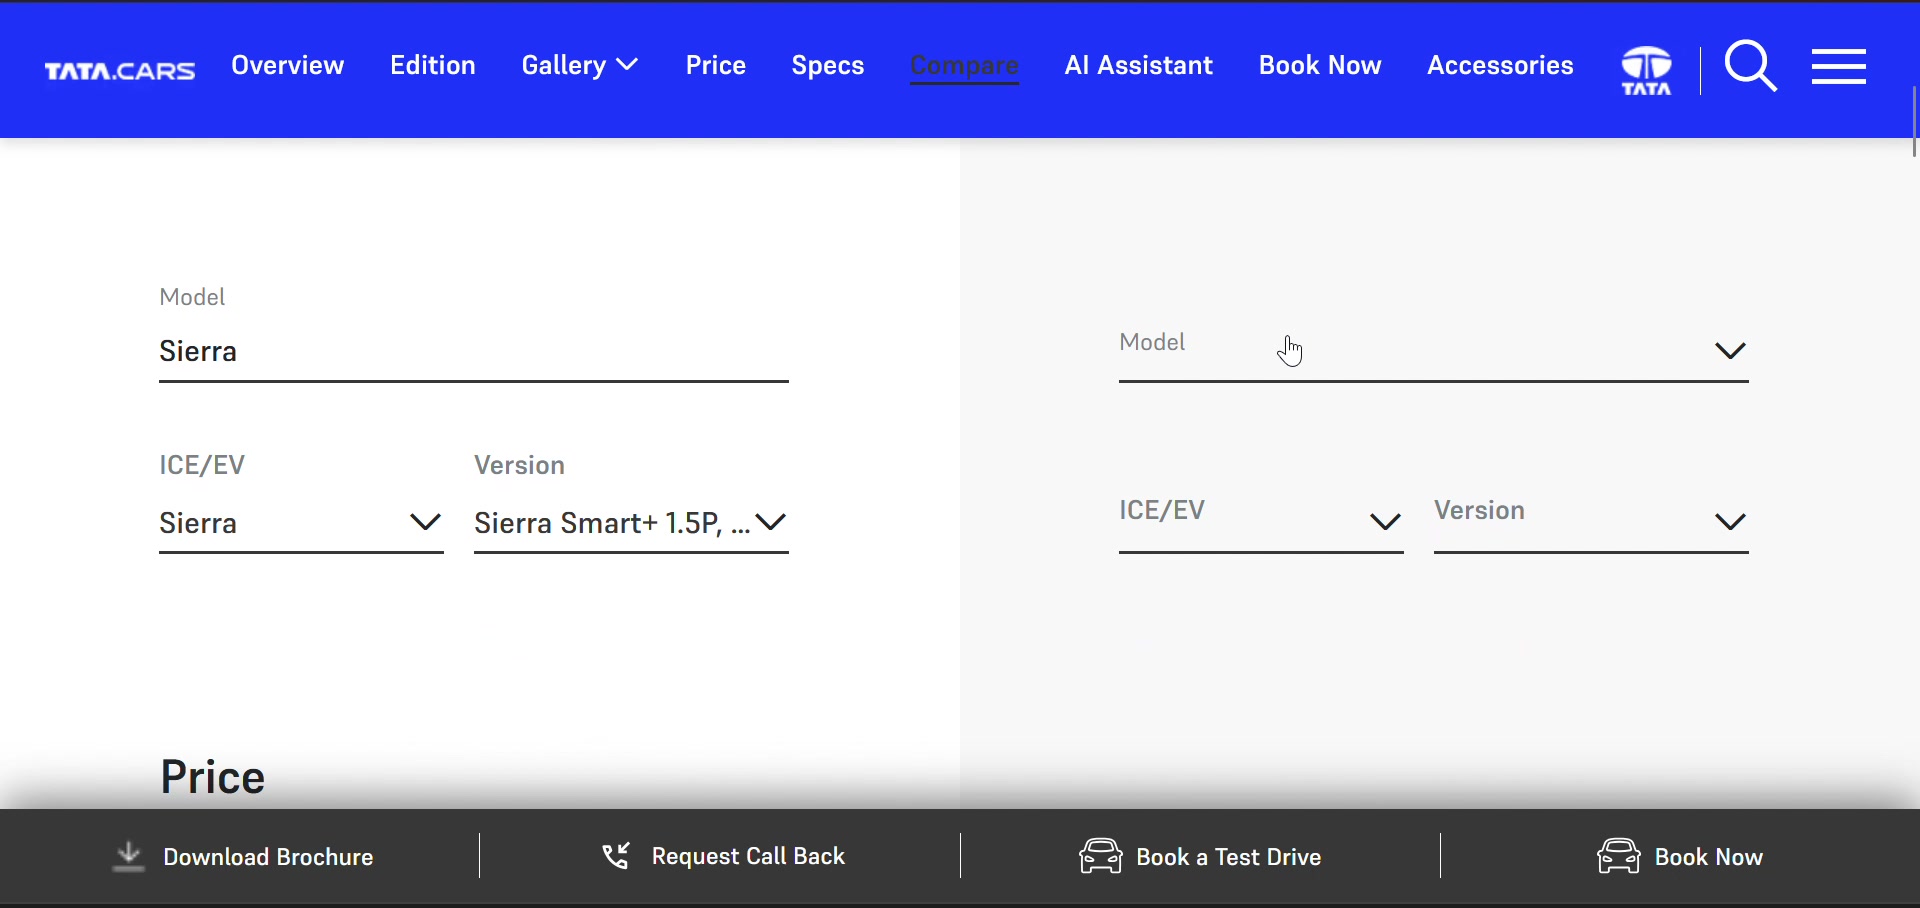 TATA.CARS Overview Edition Gallery Price Specs Compare AI Assistant Book Now Accessories TATA
Model
Sierra
Model
ICE/EV Version
Sierra Sierra Smart+ 1.5P, ...
ICE/EV Version
Price
Download Brochure Request Call Back Book a Test Drive Book Now